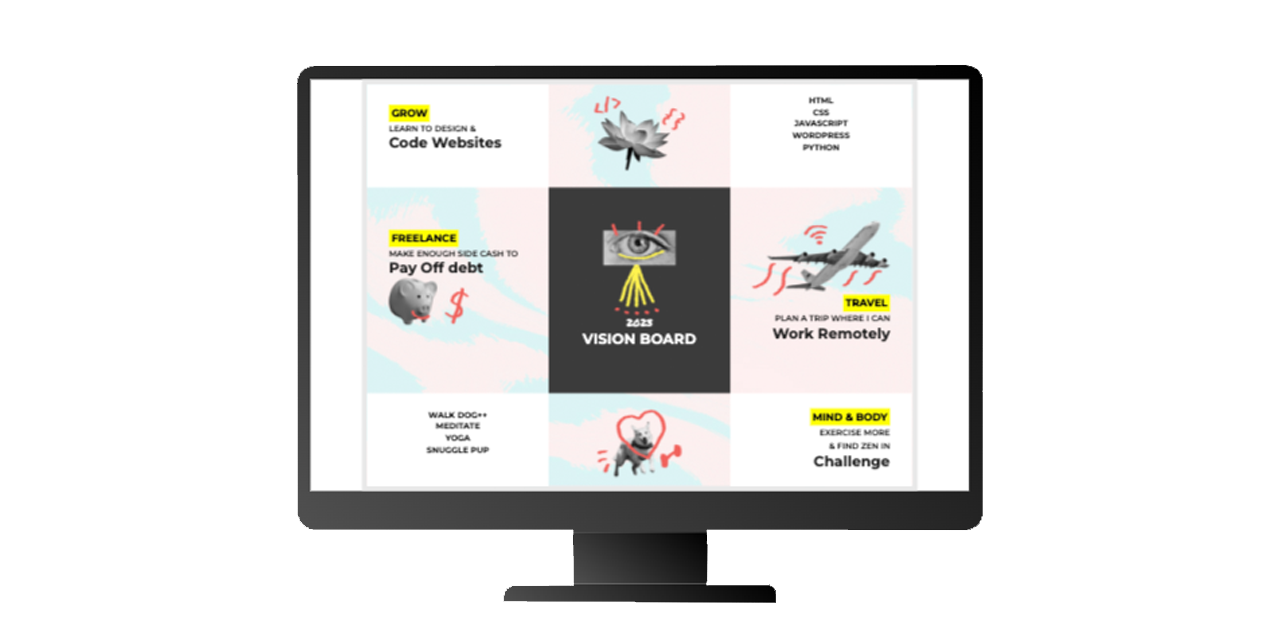 GROW
LEARN TO DESIGN &
Code Websites
</>
{}
HTML
CSS
JAVASCRIPT
WORDPRESS
PYTHON
FREELANCE
MAKE ENOUGH SIDE CASH TO
Pay Off debt
$
2023
VISION BOARD
TRAVEL
PLAN A TRIP WHERE I CAN
Work Remotely
WALK DOG++
MEDITATE
YOGA
SNUGGLE PUP
MIND & BODY
EXERCISE MORE
& FIND ZEN IN
Challenge